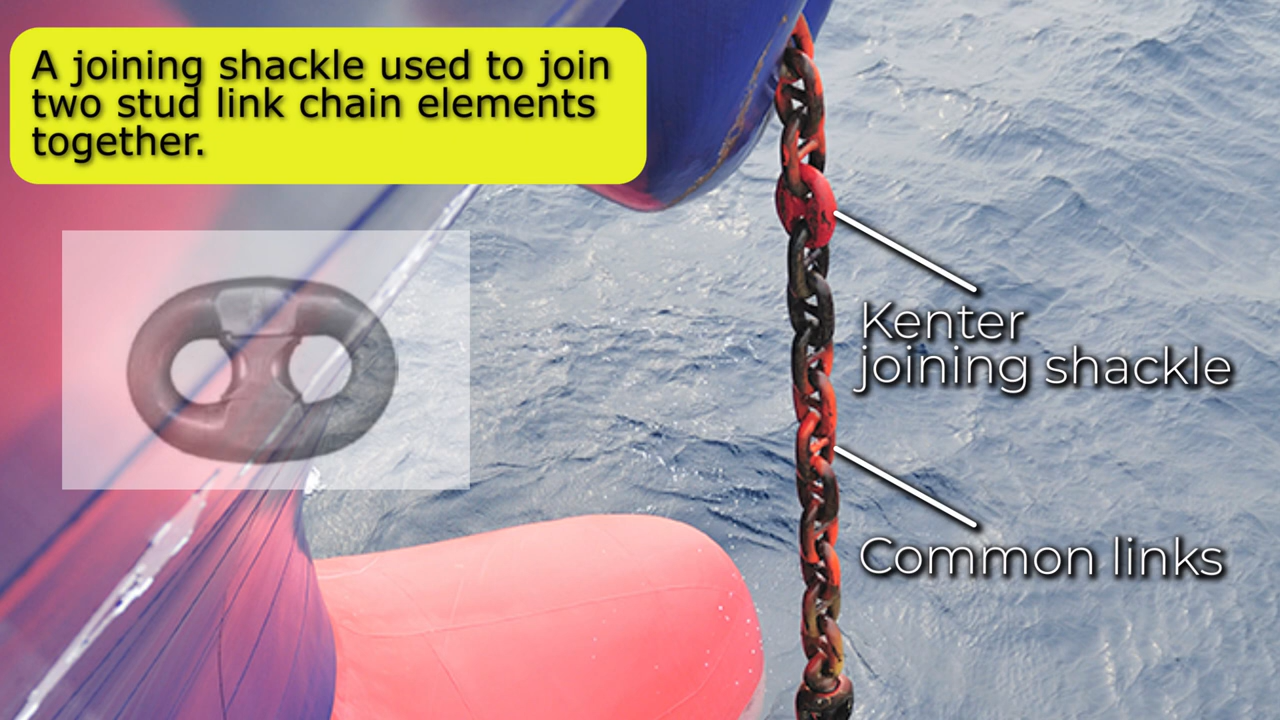 A joining shackle used to join
two stud link chain elements
together.
Kenter
joining shackle
Common links